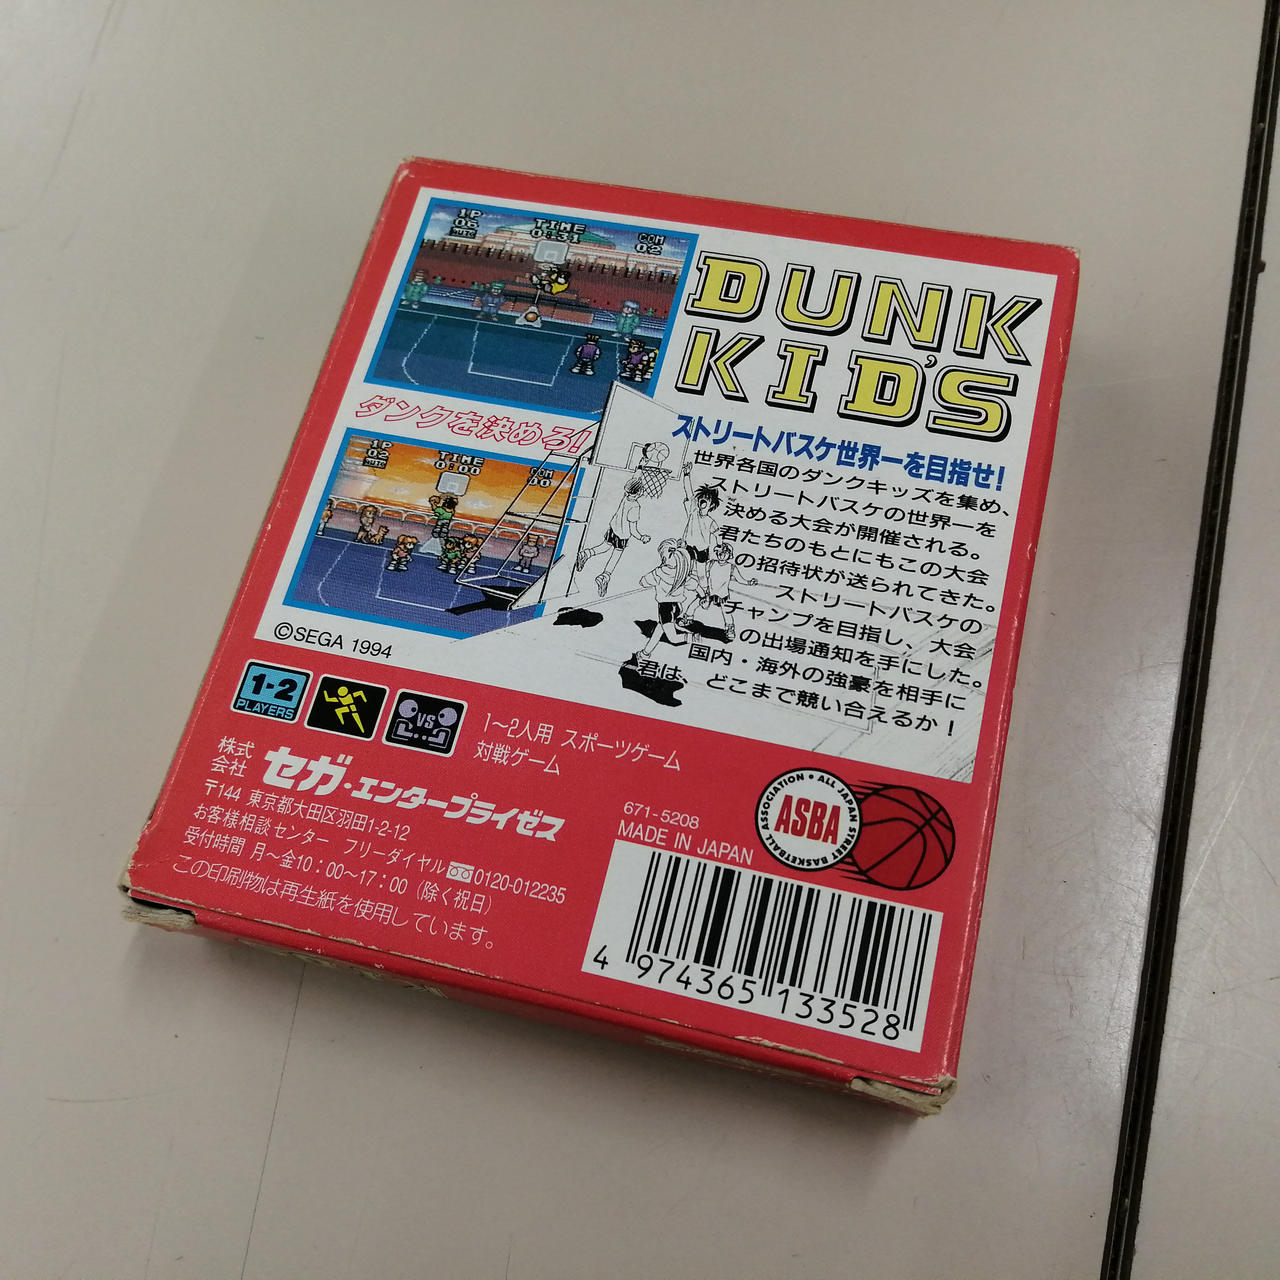 1P
06
AUTO
TIME
0:31
COM
02
DUNK
KID'S
ダンクを決めろ!
1P
02
AUTO
TIME
0:00
COM
00
ストリートバスケ世界一を目指せ!
世界各国のダンクキッズを集め、
ストリートバスケの世界一を
決める大会が開催される。
君たちのもとにもこの大会
の招待状が送られてきた。
ストリートバスケの
チャンプを目指し、大会
の出場通知を手にした。
国内・海外の強豪を相手に
君は、どこまで競い合えるか!
©SEGA 1994
1-2
PLAYERS
VS
1〜2人用 スポーツゲーム
対戦ゲーム
株式会社 セガ・エンタープライゼス
〒144 東京都大田区羽田1-2-12
お客様相談センター フリーダイヤル 0120-012235
受付時間 月〜金10:00〜17:00 (除く祝日)
この印刷物は再生紙を使用しています。
671-5208
MADE IN JAPAN
ALL JAPAN STREET BASKETBALL ASSOCIATION
ASBA
4 974365 133528